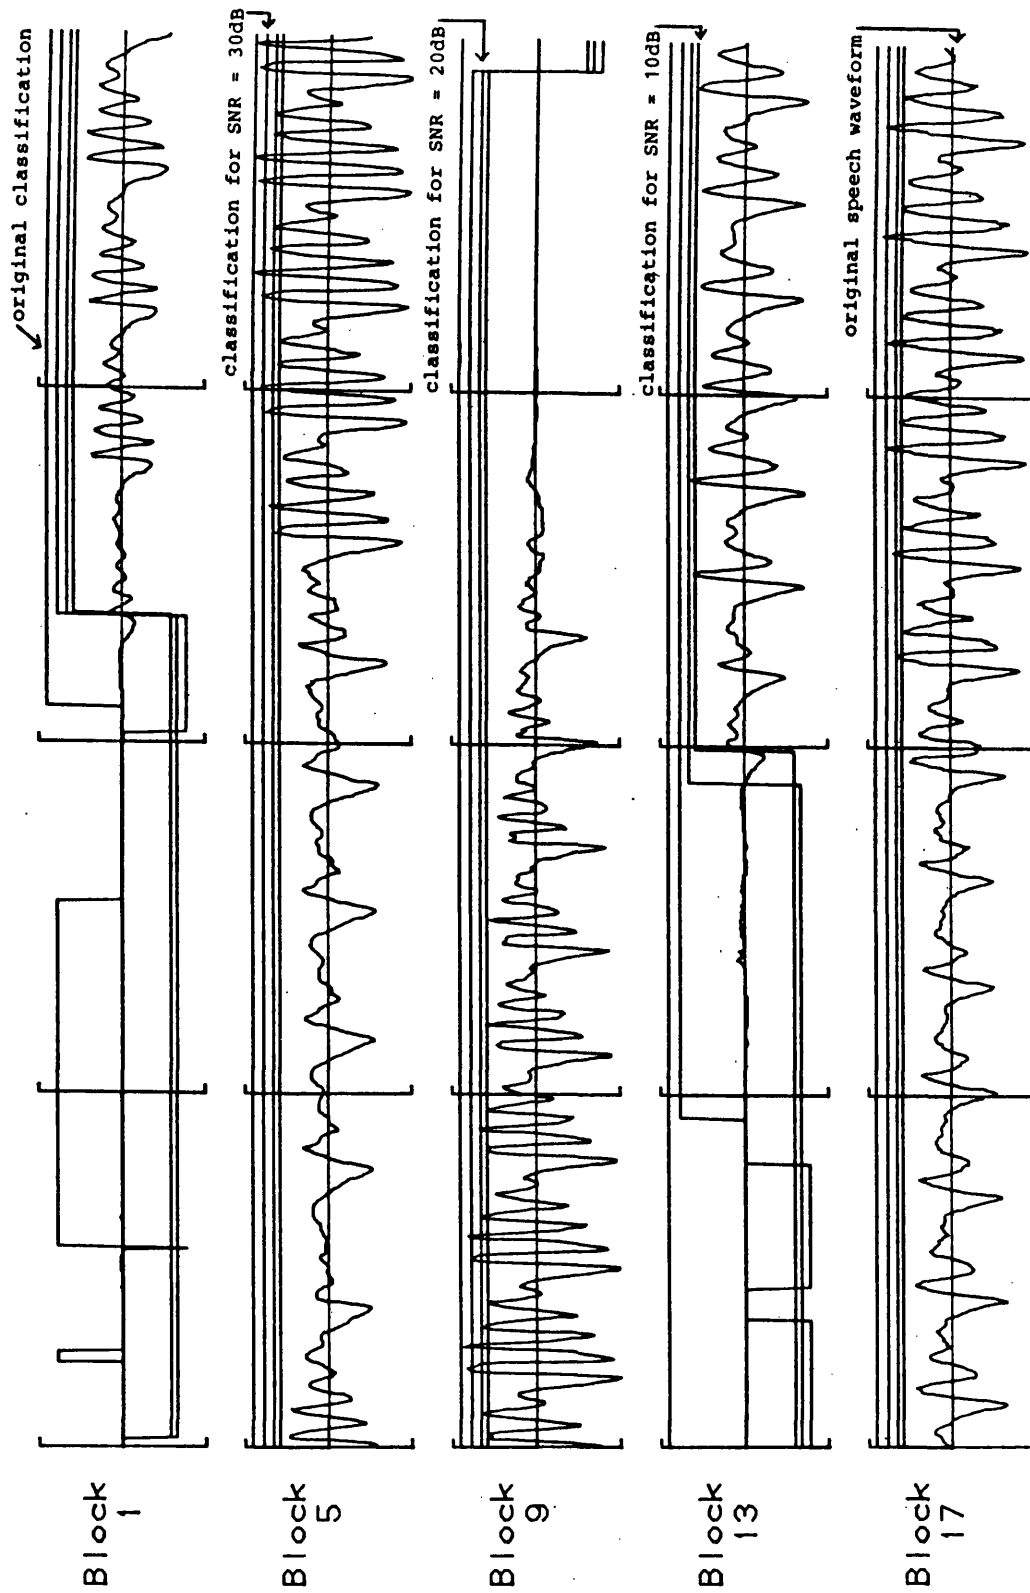 original classification
Block
1
classification for SNR = 30dB
Block
5
classification for SNR = 20dB
Block
9
classification for SNR = 10dB
Block
13
original speech waveform
Block
17